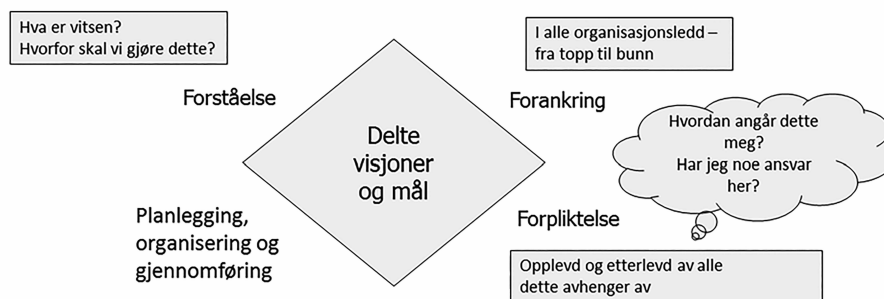 Hva er vitsen?
Hvorfor skal vi gjøre dette?
I alle organisasjonsledd –
fra topp til bunn
Forståelse
Forankring
Delte
visjoner
og mål
Hvordan angår dette
meg?
Har jeg noe ansvar
her?
Planlegging,
organisering og
gjennomføring
Forpliktelse
Opplevd og etterlevd av alle
dette avhenger av